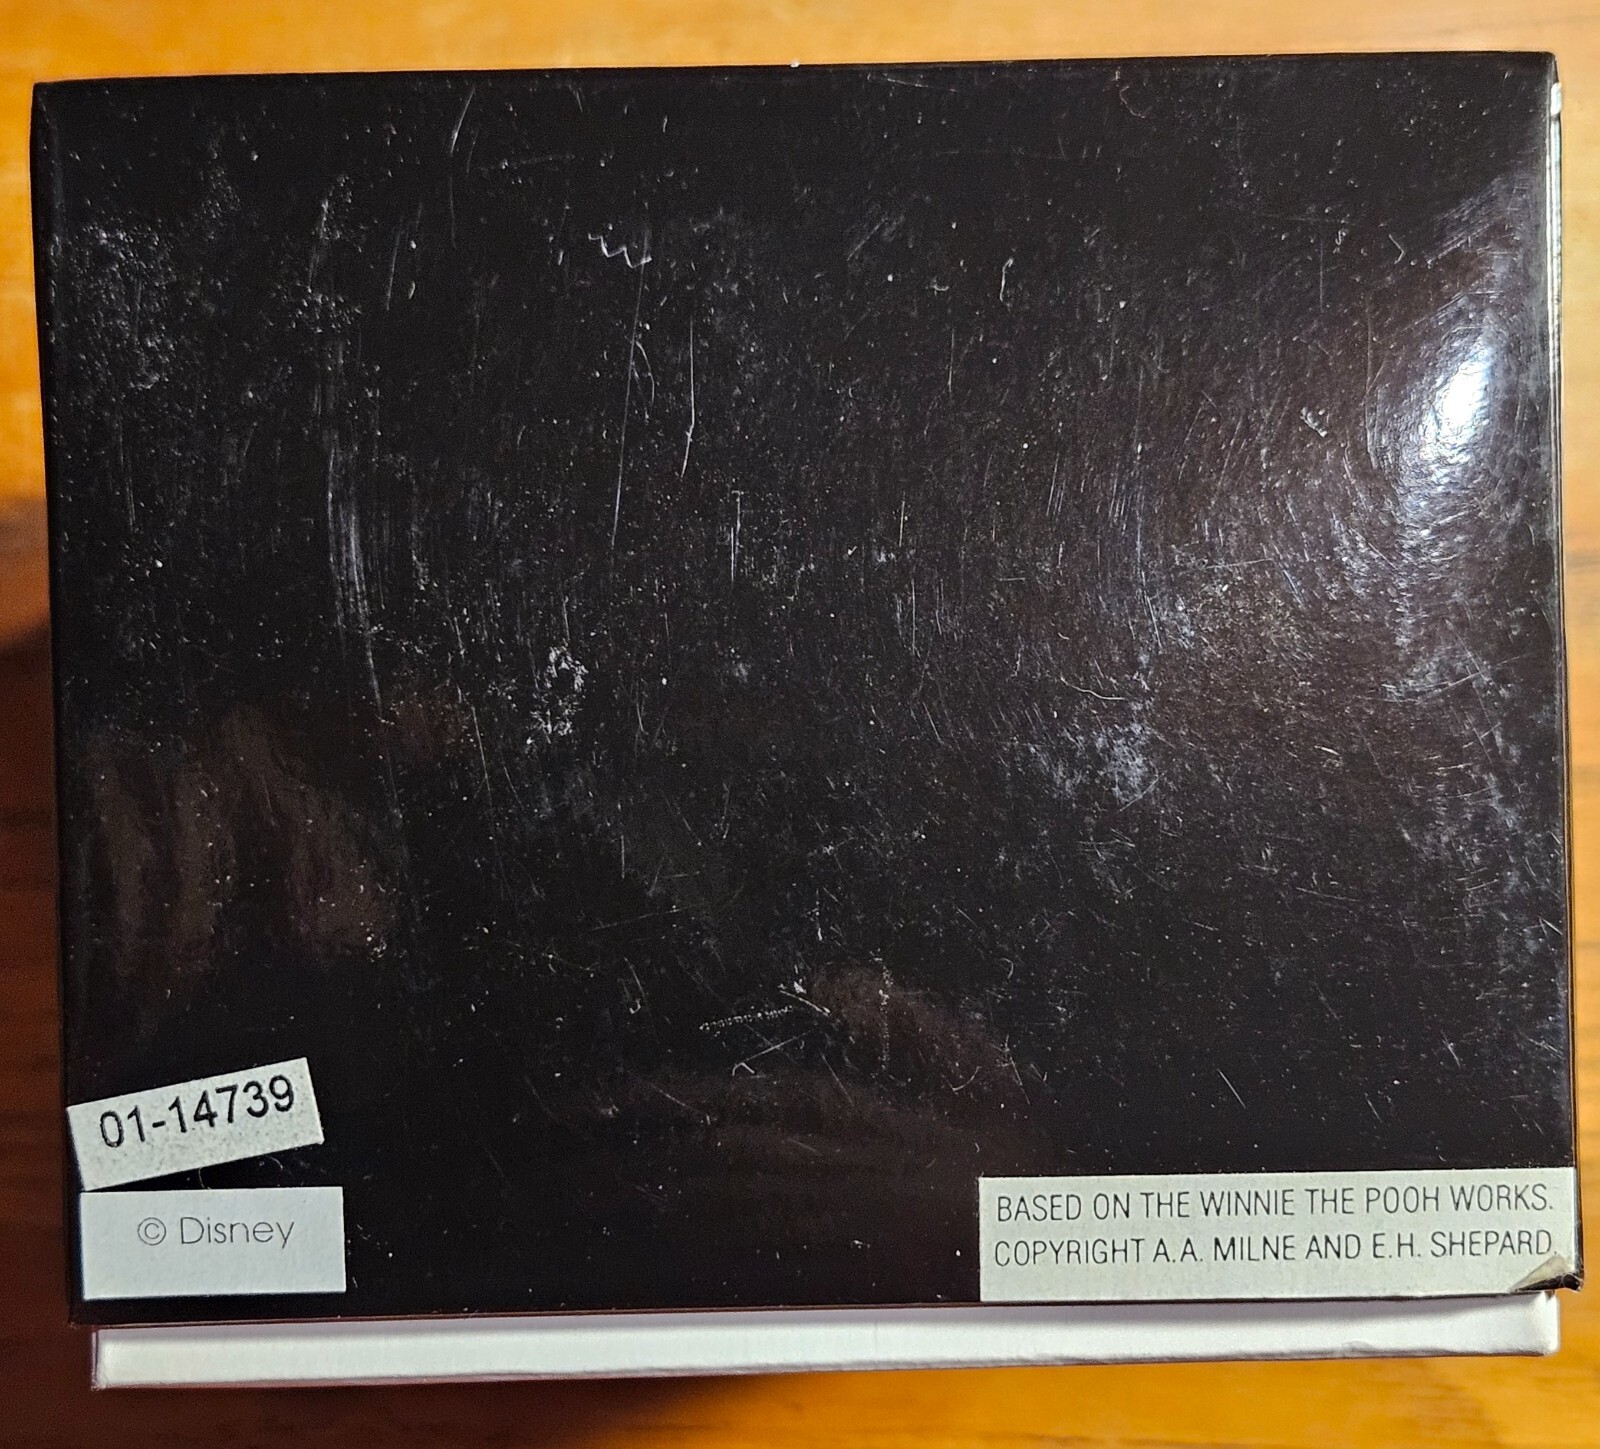 01-14739
© Disney
BASED ON THE WINNIE THE POOH WORKS.
COPYRIGHT A.A. MILNE AND E.H. SHEPARD.